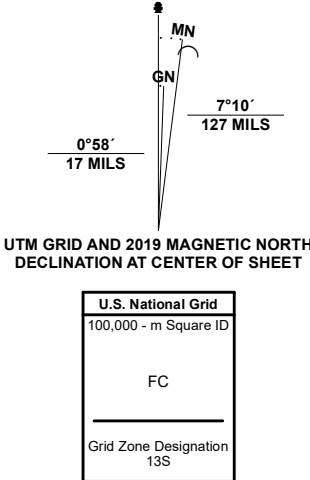 MN
GN
7°10´
127 MILS
0°58´
17 MILS
UTM GRID AND 2019 MAGNETIC NORTH
DECLINATION AT CENTER OF SHEET
U.S. National Grid
100,000 - m Square ID
FC
Grid Zone Designation
13S